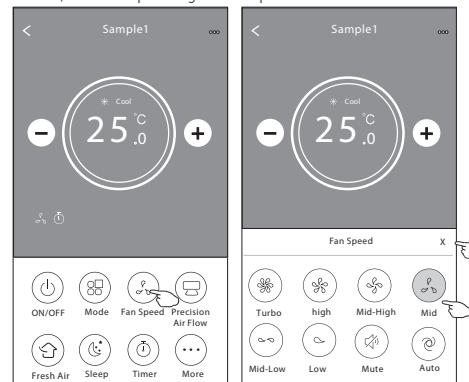 Sample1
Cool
25.0 °C
ON/OFF
Mode
Fan Speed
Precision Air Flow
Fresh Air
Sleep
Timer
More
Sample1
Cool
25.0 °C
Fan Speed
X
Turbo
high
Mid-High
Mid
Mid-Low
Low
Mute
Auto